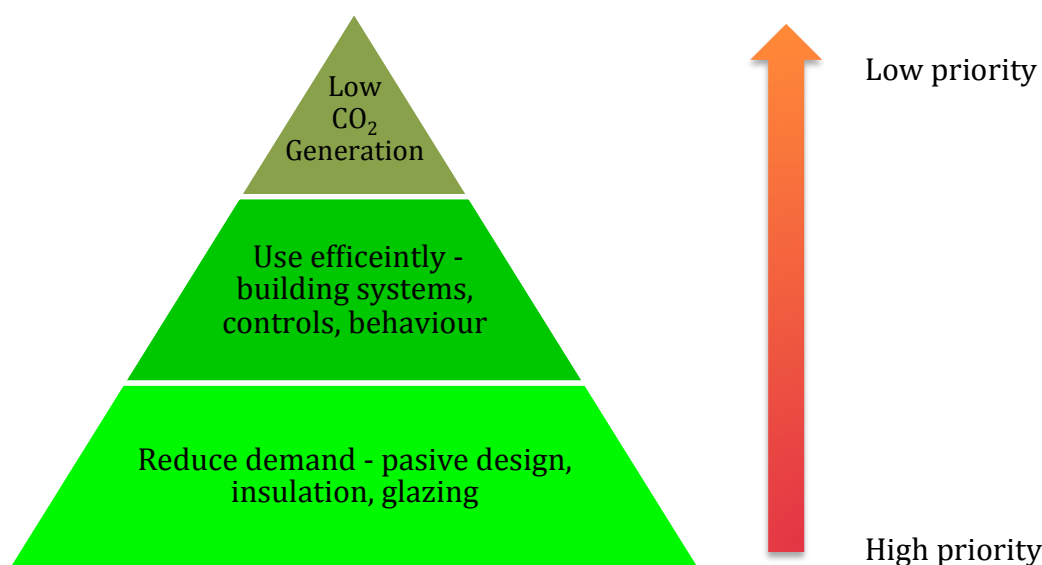 Low
CO₂
Generation
Low priority
Use efficeintly -
building systems,
controls, behaviour
Reduce demand - pasive design,
insulation, glazing
High priority